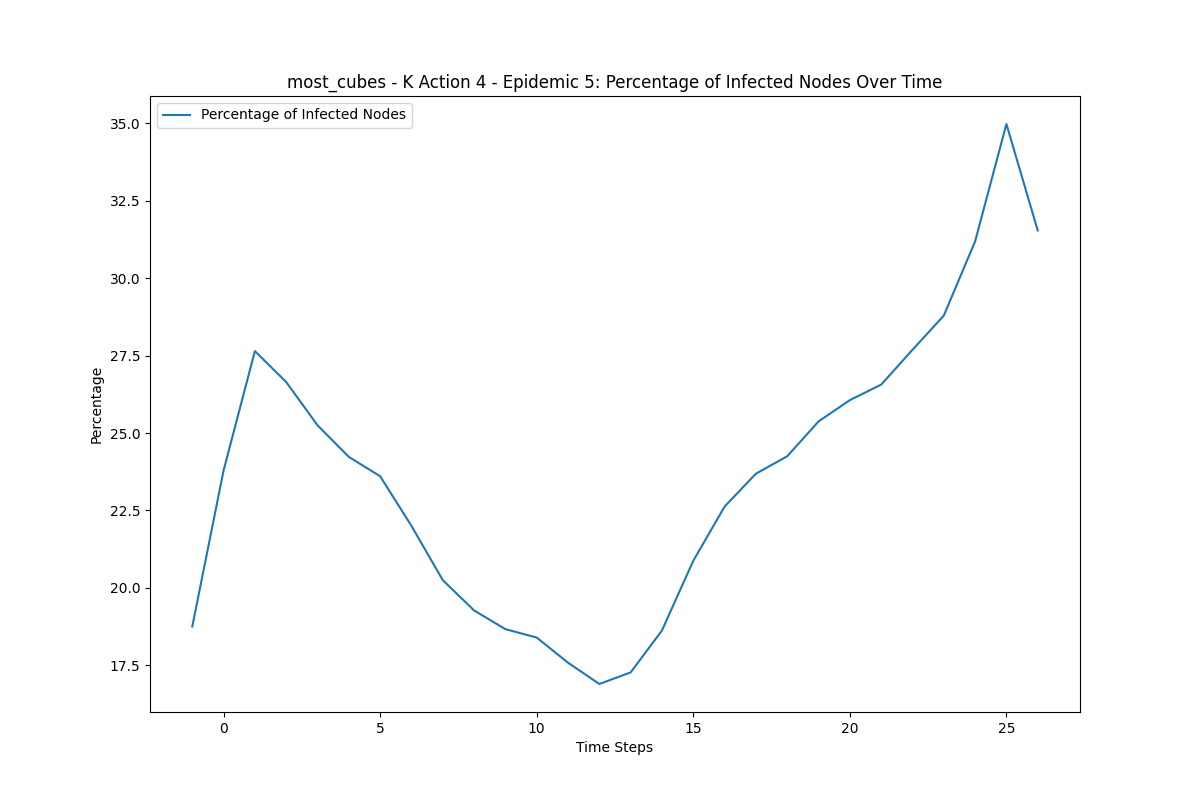 most_cubes - K Action 4 - Epidemic 5: Percentage of Infected Nodes Over Time
Percentage of Infected Nodes
35.0
32.5
30.0
27.5
25.0
22.5
20.0
17.5
Percentage
0 5 10 15 20 25
Time Steps